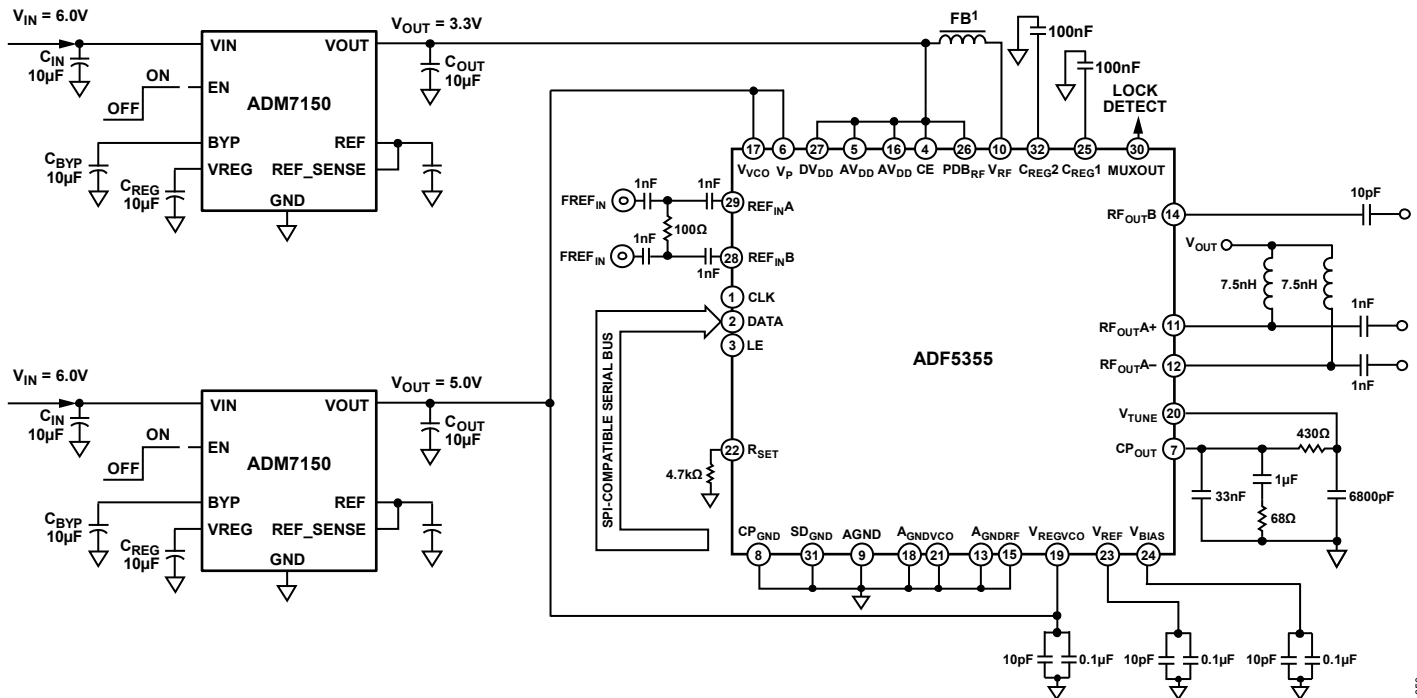 VIN = 6.0V
CIN
10µF
ON
OFF
VIN
EN
BYP
VREG
GND
ADM7150
VOUT
REF
REF_SENSE
CBYP
10µF
CREG
10µF
VOUT = 3.3V
COUT
10µF
FB1
100nF
100nF
LOCK
DETECT
17
6
27
5
16
4
26
10
32
25
30
VVCO
VP
DVDD
AVDD
AVDD
CE
PDBRF
VRF
CREG2
CREG1
MUXOUT
FREFIN
1nF
1nF
29
REFINA
100Ω
FREFIN
1nF
1nF
28
REFINB
1
CLK
2
DATA
3
LE
SPI-COMPATIBLE SERIAL BUS
22
RSET
4.7kΩ
ADF5355
RFOUTB
14
10pF
VOUT
7.5nH
7.5nH
RFOUTA+
11
1nF
RFOUTA–
12
1nF
VTUNE
20
CPOUT
7
430Ω
33nF
1µF
68Ω
6800pF
CPGND
SDGND
AGND
AGNDVCO
AGNDRF
VREGVCO
VREF
VBIAS
8
31
9
18
21
13
15
19
23
24
10pF
0.1µF
10pF
0.1µF
10pF
0.1µF
VIN = 6.0V
CIN
10µF
ON
OFF
VIN
EN
BYP
VREG
GND
ADM7150
VOUT
REF
REF_SENSE
CBYP
10µF
CREG
10µF
VOUT = 5.0V
COUT
10µF